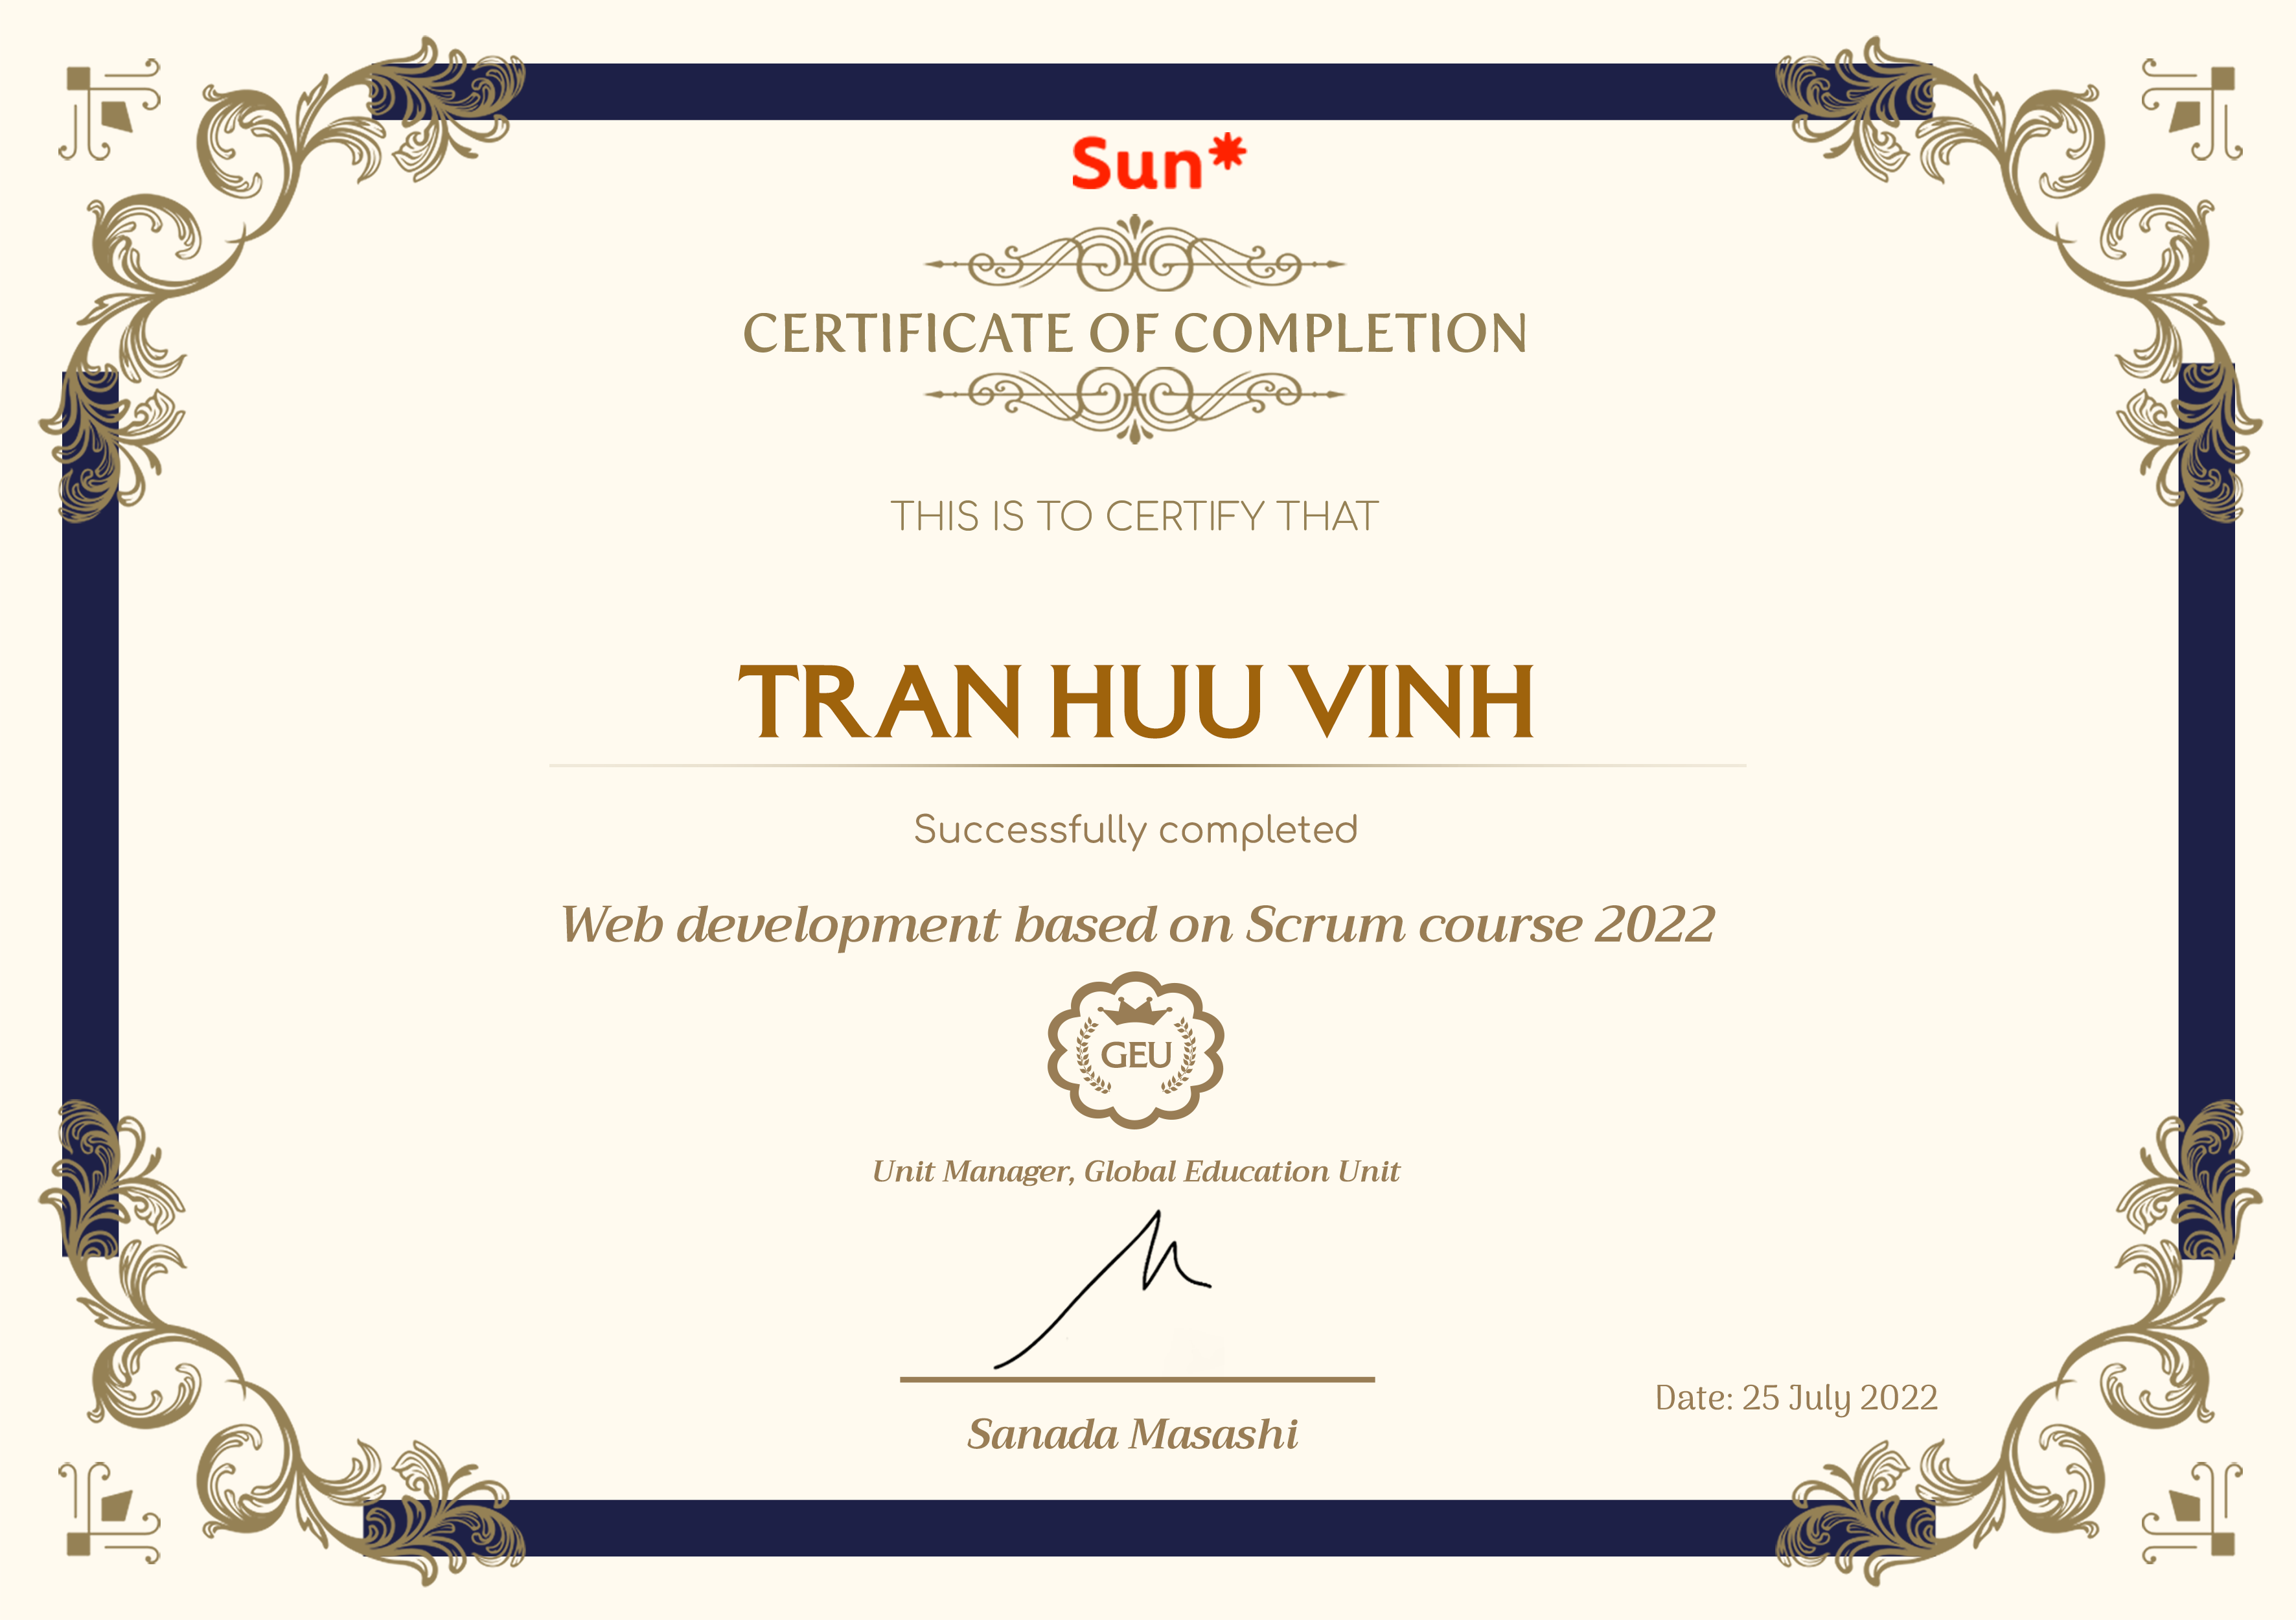 Sun*
CERTIFICATE OF COMPLETION
THIS IS TO CERTIFY THAT
TRAN HUU VINH
Successfully completed
Web development based on Scrum course 2022
GEU
Unit Manager, Global Education Unit
Sanada Masashi
Date: 25 July 2022